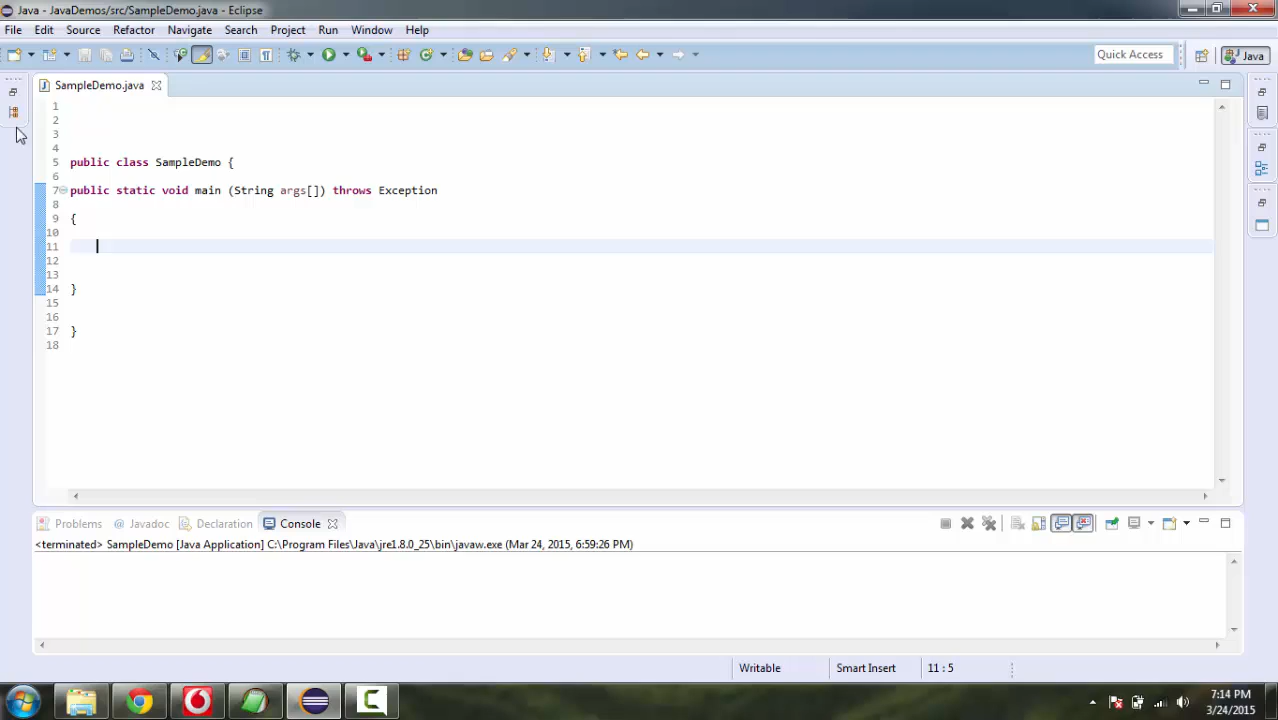 Java - JavaDemos/src/SampleDemo.java - Eclipse
File Edit Source Refactor Navigate Search Project Run Window Help
Quick Access Java
SampleDemo.java
1
2
3
4
5 public class SampleDemo {
6
7 public static void main (String args[]) throws Exception
8
9 {
10
11
12
13
14 }
15
16
17 }
18
Problems @ Javadoc Declaration Console
<terminated> SampleDemo [Java Application] C:\Program Files\Java\jre1.8.0_25\bin\javaw.exe (Mar 24, 2015, 6:59:26 PM)
Writable Smart Insert 11 : 5
7:14 PM
3/24/2015